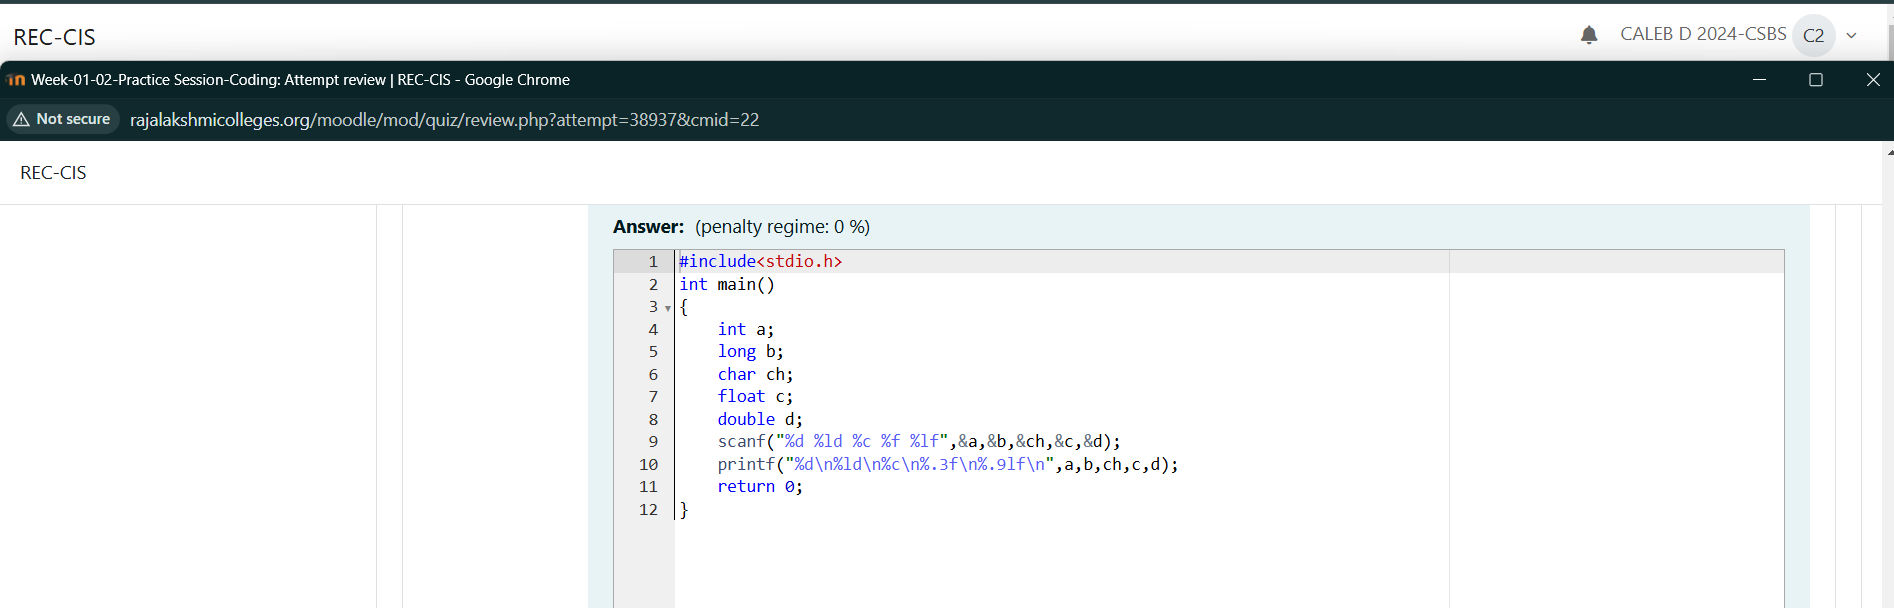 REC-CIS
CALEB D 2024-CSBS C2
Week-01-02-Practice Session-Coding: Attempt review | REC-CIS - Google Chrome
Not secure rajalakshmicolleges.org/moodle/mod/quiz/review.php?attempt=38937&cmid=22
REC-CIS
Answer: (penalty regime: 0 %)
1 #include<stdio.h>
2 int main()
3 {
4     int a;
5     long b;
6     char ch;
7     float c;
8     double d;
9     scanf("%d %ld %c %f %lf",&a,&b,&ch,&c,&d);
10     printf("%d\n%ld\n%c\n%.3f\n%.9lf\n",a,b,ch,c,d);
11     return 0;
12 }